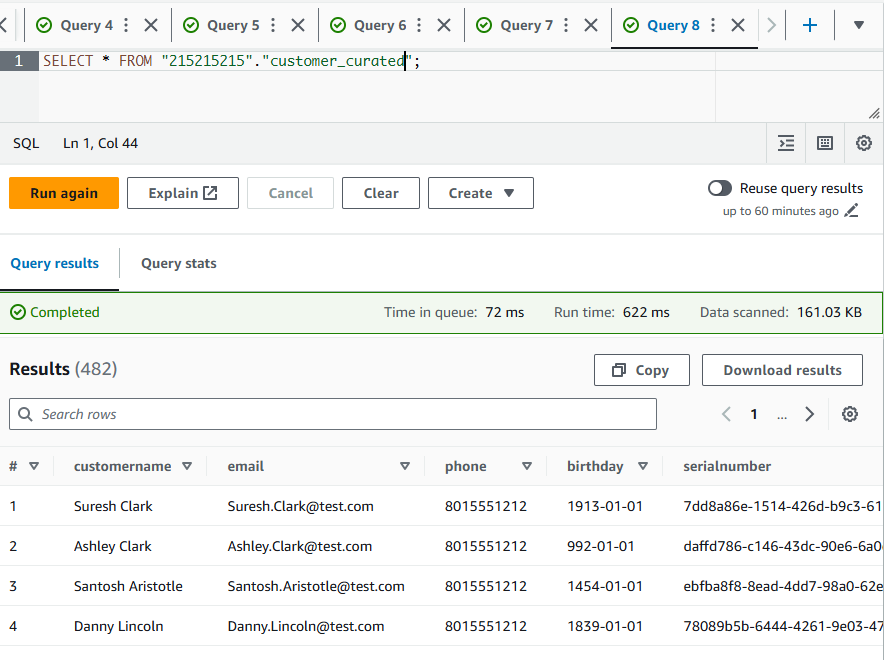 Query 4 Query 5 Query 6 Query 7 Query 8
1 SELECT * FROM "215215215"."customer_curated";
SQL Ln 1, Col 44
Run again Explain Cancel Clear Create Reuse query results
up to 60 minutes ago
Query results Query stats
Completed Time in queue: 72 ms Run time: 622 ms Data scanned: 161.03 KB
Results (482) Copy Download results
Search rows 1 ...
# customername email phone birthday serialnumber
1 Suresh Clark Suresh.Clark@test.com 8015551212 1913-01-01 7dd8a86e-1514-426d-b9c3-61
2 Ashley Clark Ashley.Clark@test.com 8015551212 992-01-01 daffd786-c146-43dc-90e6-6a0
3 Santosh Aristotle Santosh.Aristotle@test.com 8015551212 1454-01-01 ebfba8f8-8ead-4dd7-98a0-62e
4 Danny Lincoln Danny.Lincoln@test.com 8015551212 1839-01-01 78089b5b-6444-4261-9e03-47